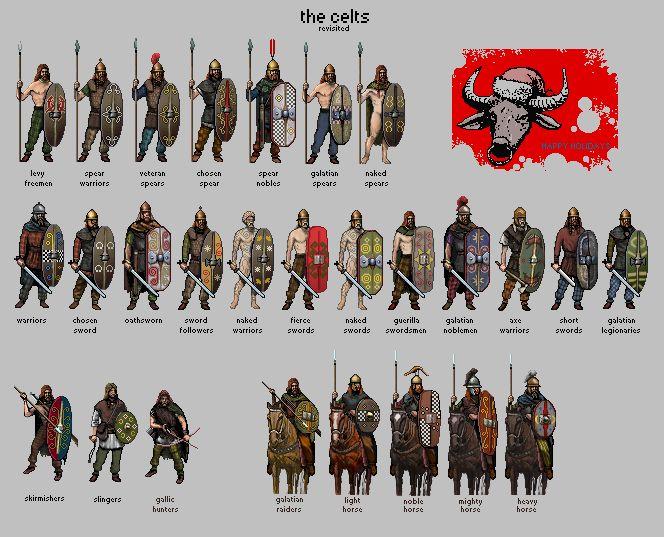 the celts
revisited
HAPPY HOLIDAYS
levy freemen
spear warriors
veteran spears
chosen spear
spear nobles
galatian spears
naked spears
warriors
chosen sword
oathsworn
sword followers
naked warriors
fierce swords
naked swords
guerilla swordsmen
galatian noblemen
axe warriors
short swords
galatian legionaries
skirmishers
slingers
gallic hunters
galatian raiders
light horse
noble horse
mighty horse
heavy horse